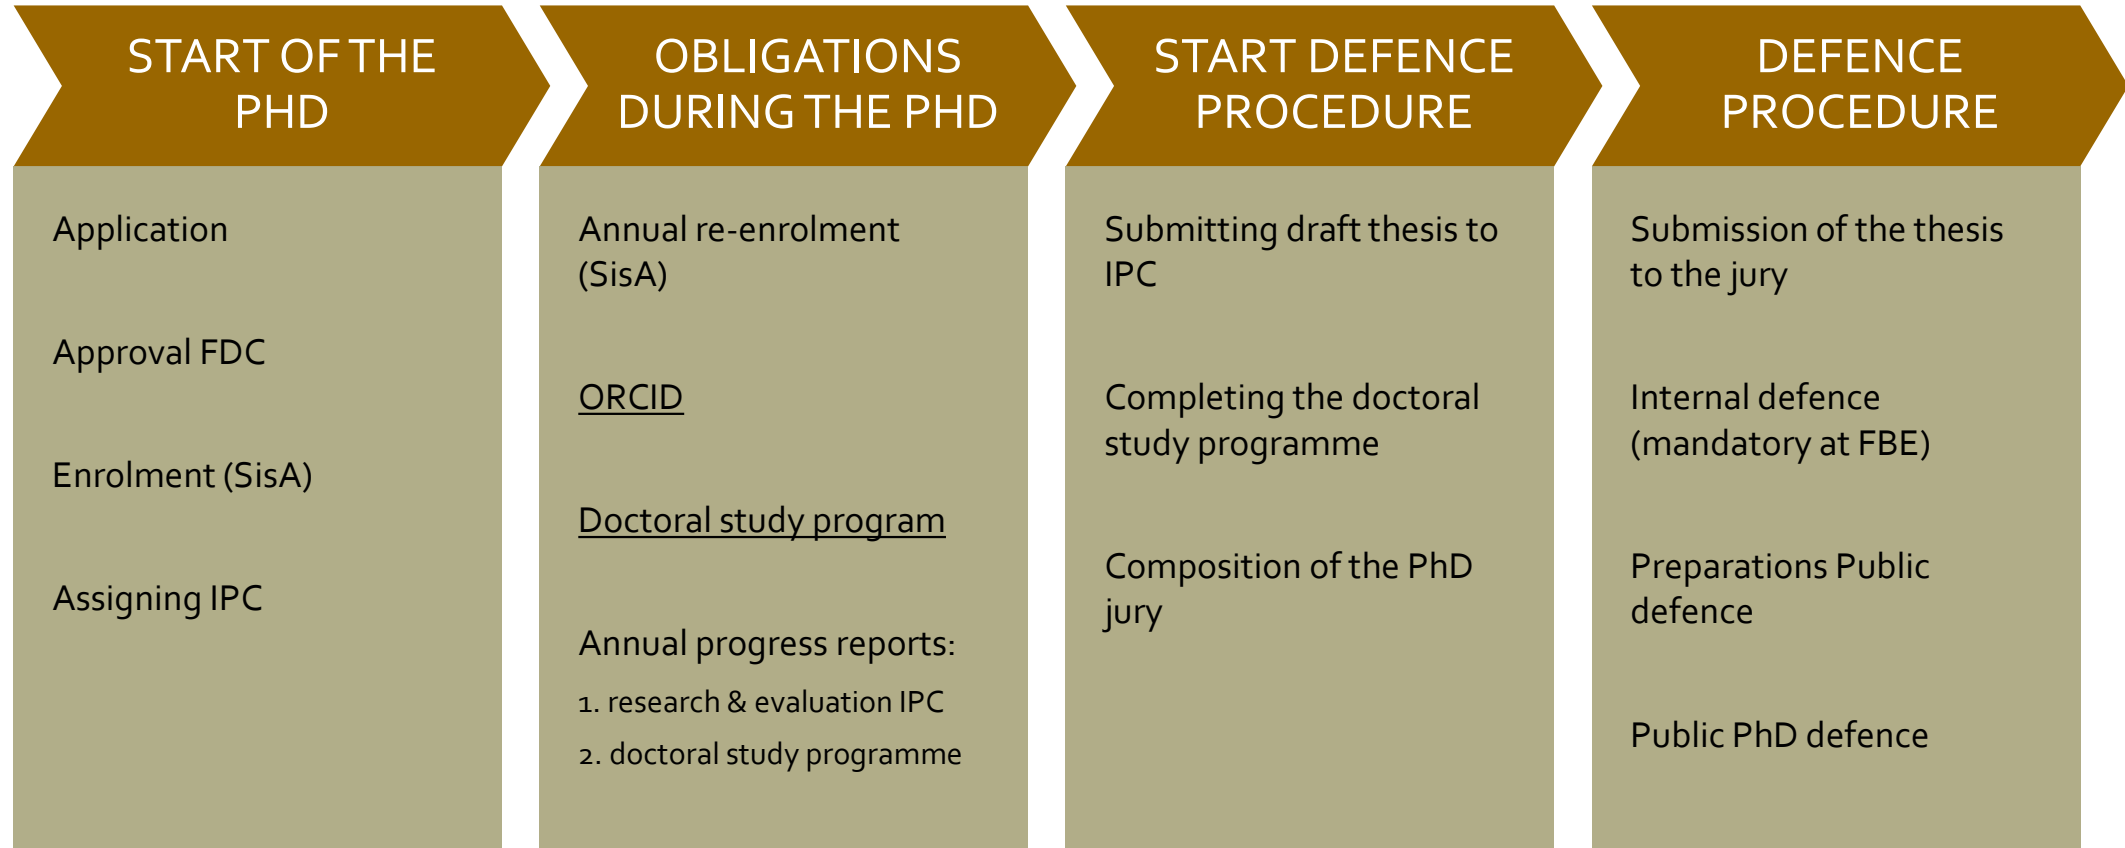 START OF THE
PHD
Application
Approval FDC
Enrolment (SisA)
Assigning IPC
OBLIGATIONS
DURING THE PHD
Annual re-enrolment
(SisA)
ORCID
Doctoral study program
Annual progress reports:
1. research & evaluation IPC
2. doctoral study programme
START DEFENCE
PROCEDURE
Submitting draft thesis to
IPC
Completing the doctoral
study programme
Composition of the PhD
jury
DEFENCE
PROCEDURE
Submission of the thesis
to the jury
Internal defence
(mandatory at FBE)
Preparations Public
defence
Public PhD defence